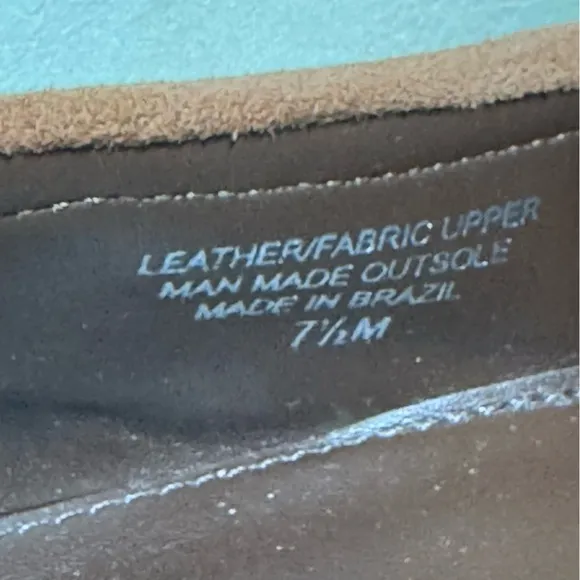 LEATHER/FABRIC UPPER
MAN MADE OUTSOLE
MADE IN BRAZIL
7½M